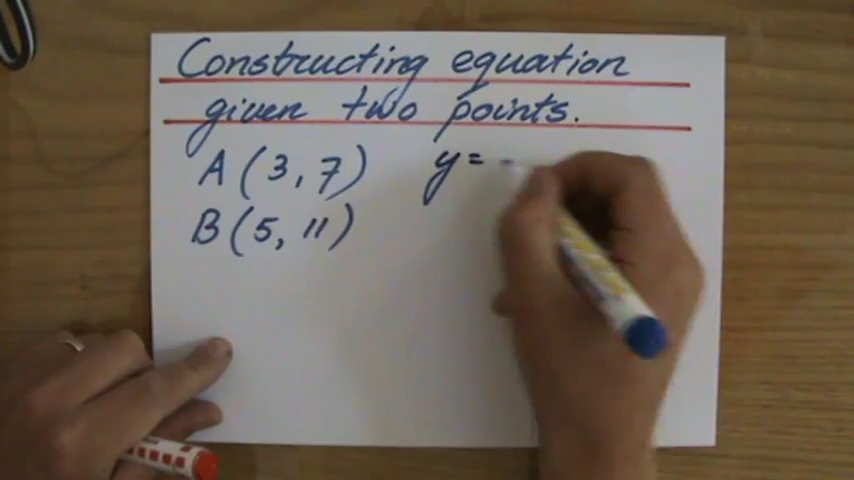 Constructing equation
given two points.
A (3, 7) y =
B (5, 11)